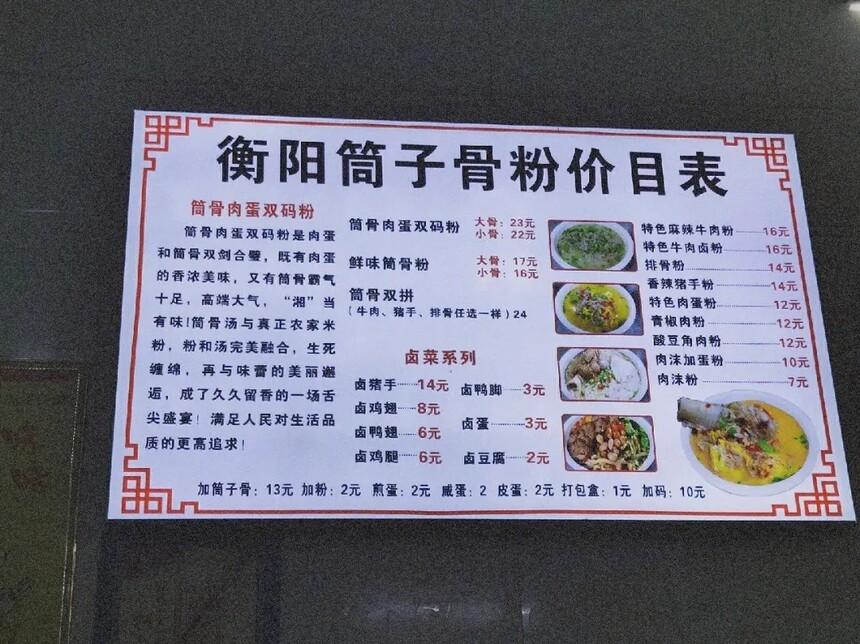 衡阳筒子骨粉价目表
筒骨肉蛋双码粉
筒骨肉蛋双码粉是肉蛋
和筒骨双剑合璧，既有肉蛋
的香浓美味，又有筒骨霸气
十足，高端大气，“湘”当
有味！筒骨汤与真正农家米
粉，粉和汤完美融合，生死
缠绵，再与味蕾的美丽邂
逅，成了久久留香的一场舌
尖盛宴！满足人民对生活品
质的更高追求！
筒骨肉蛋双码粉 大骨：23元
小骨：22元
鲜味筒骨粉 大骨：17元
小骨：16元
筒骨双拼
（牛肉、猪手、排骨任选一样）24
卤菜系列
卤猪手······14元 卤鸭脚······3元
卤鸡翅······8元
卤蛋······3元
卤鸭翅······6元
卤鸡腿······6元 卤豆腐······2元
特色麻辣牛肉粉······16元
特色牛肉卤粉······16元
排骨粉······14元
香辣猪手粉······14元
特色肉蛋粉······12元
青椒肉粉······12元
酸豆角肉粉······12元
肉沫加蛋粉······10元
肉沫粉······7元
加筒子骨：13元 加粉：2元 煎蛋：2元 咸蛋：2 皮蛋：2元 打包盒：1元 加码：10元